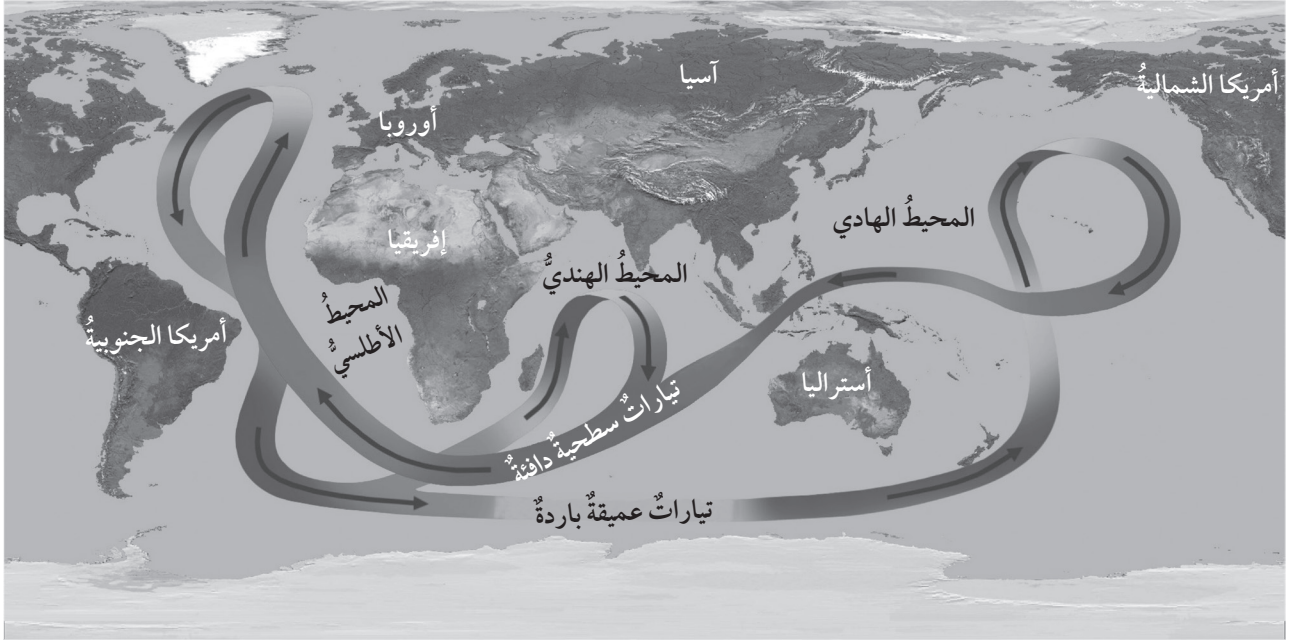 آسيا
أمريكا الشماليةُ
أوروبا
المحيطُ الهادي
إفريقيا
المحيطُ الهنديُّ
المحيطُ
الأطلسيُّ
أمريكا الجنوبيةُ
أستراليا
تياراتٌ سطحيةٌ دافئةٌ
تياراتٌ عميقةٌ باردةٌ